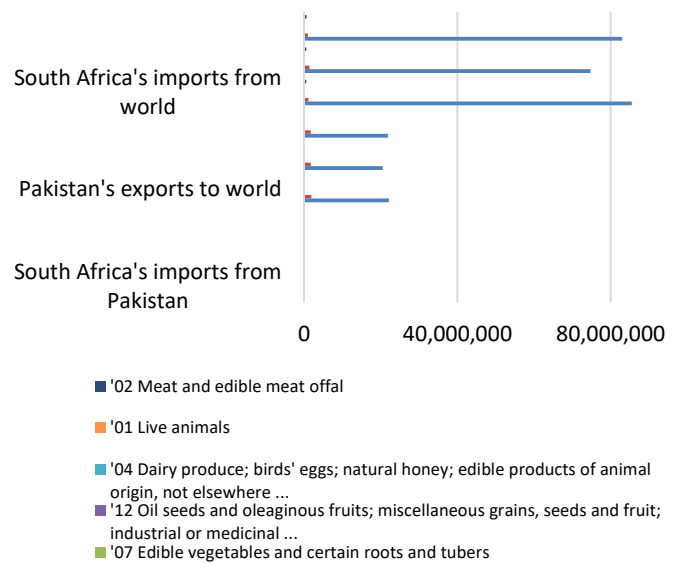 South Africa's imports from
world
Pakistan's exports to world
South Africa's imports from
Pakistan
0 40,000,000 80,000,000
'02 Meat and edible meat offal
'01 Live animals
'04 Dairy produce; birds' eggs; natural honey; edible products of animal
origin, not elsewhere ...
'12 Oil seeds and oleaginous fruits; miscellaneous grains, seeds and fruit;
industrial or medicinal ...
'07 Edible vegetables and certain roots and tubers